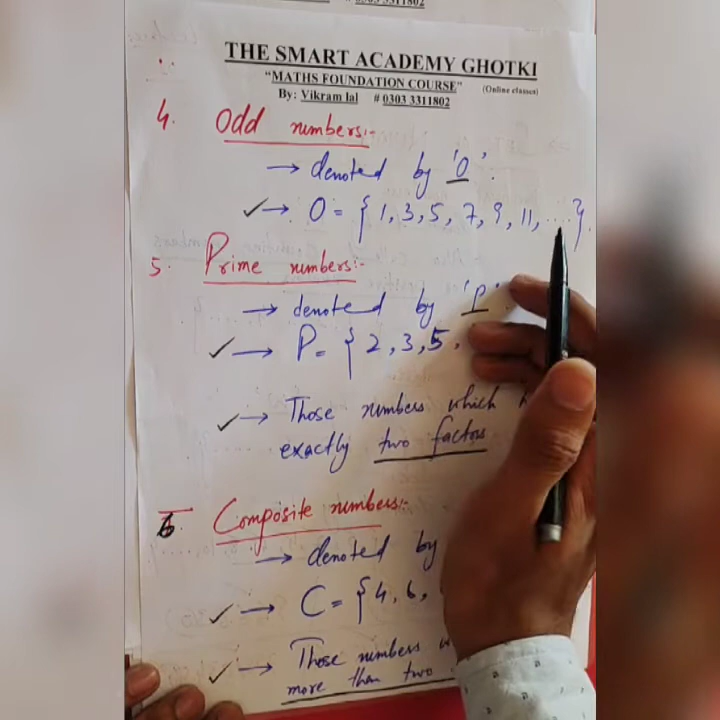 THE SMART ACADEMY GHOTKI
"MATHS FOUNDATION COURSE" (Online classes)
By: Vikram lal # 0303 3311802
4. Odd numbers:-
→ denoted by 'O'.
✓→ O = { 1, 3, 5, 7, 9, 11, ....}.
5. Prime numbers:-
→ denoted by 'P'
✓→ P = { 2, 3, 5,
✓→ Those numbers which
exactly two factors
6. Composite numbers:-
→ denoted by
✓→ C = { 4, 6,
✓→ Those numbers
more than two